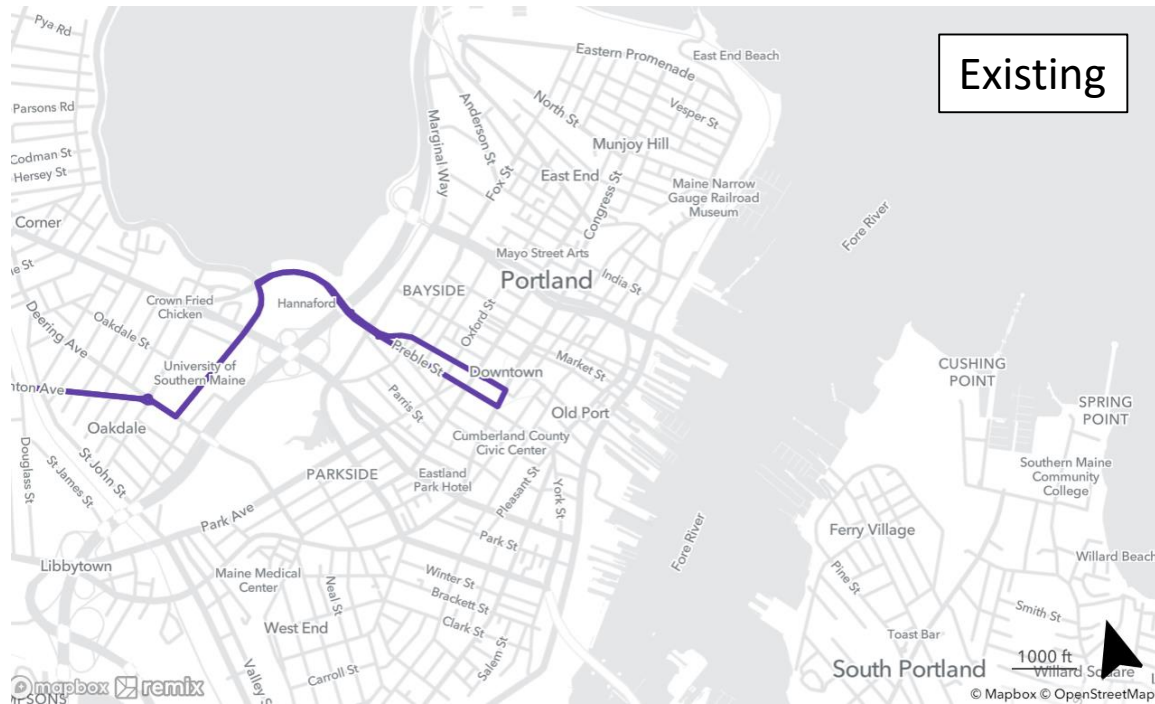 Existing
Pya Rd
Parsons Rd
Codman St
Hersey St
Corner
ne St
Deering Ave
Oakdale St
Crown Fried
Chicken
University of
Southern Maine
nton Ave
Oakdale
Douglass St
St James St
St John St
Libbytown
Park Ave
PARKSIDE
Maine Medical
Center
Neal St
West End
Valley St
Carroll St
Hannaford
BAYSIDE
Marginal Way
Anderson St
Fox St
North St
Eastern Promenade
East End Beach
Vesper St
Munjoy Hill
East End
Congress St
Maine Narrow
Gauge Railroad
Museum
Mayo Street Arts
Portland
India St
Oxford St
Preble St
Downtown
Market St
Parris St
Old Port
Cumberland County
Civic Center
Eastland
Park Hotel
Pleasant St
York St
Park St
Winter St
Brackett St
Clark St
Salem St
Fore River
Fore River
CUSHING
POINT
SPRING
POINT
Southern Maine
Community
College
Ferry Village
Willard Beach
Pine St
Smith St
Toast Bar
South Portland
1000 ft
Willard Square
mapbox remix
PSONS
© Mapbox © OpenStreetMap